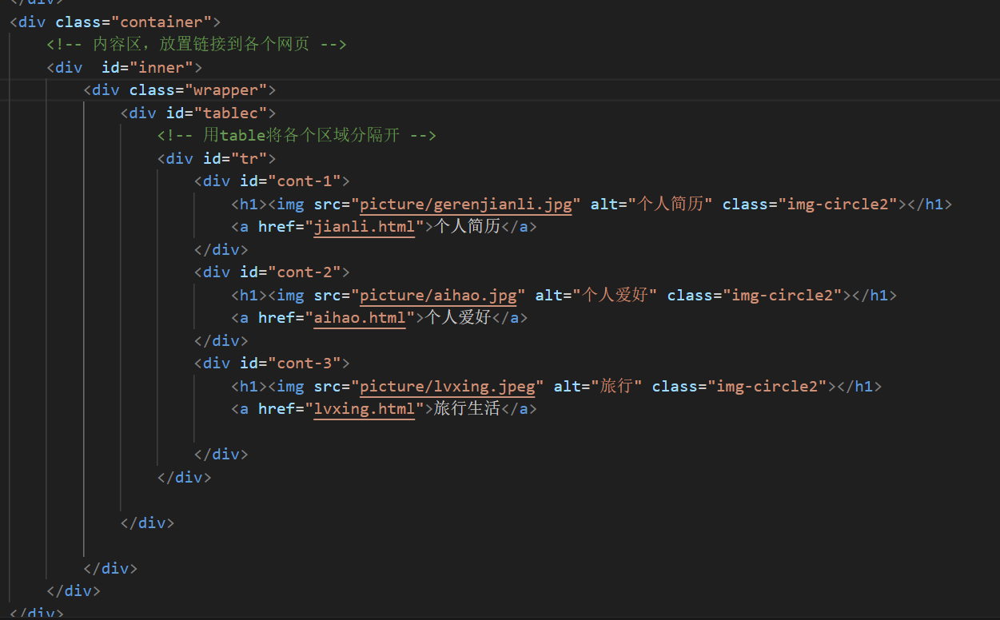 </div>
<div class="container">
<!-- 内容区，放置链接到各个网页 -->
<div  id="inner">
<div class="wrapper">
<div id="tablec">
<!-- 用table将各个区域分隔开 -->
<div id="tr">
<div id="cont-1">
<h1><img src="picture/gerenjianli.jpg" alt="个人简历" class="img-circle2"></h1>
<a href="jianli.html">个人简历</a>
</div>
<div id="cont-2">
<h1><img src="picture/aihao.jpg" alt="个人爱好" class="img-circle2"></h1>
<a href="aihao.html">个人爱好</a>
</div>
<div id="cont-3">
<h1><img src="picture/lvxing.jpeg" alt="旅行" class="img-circle2"></h1>
<a href="lvxing.html">旅行生活</a>
</div>
</div>
</div>
</div>
</div>
</div>